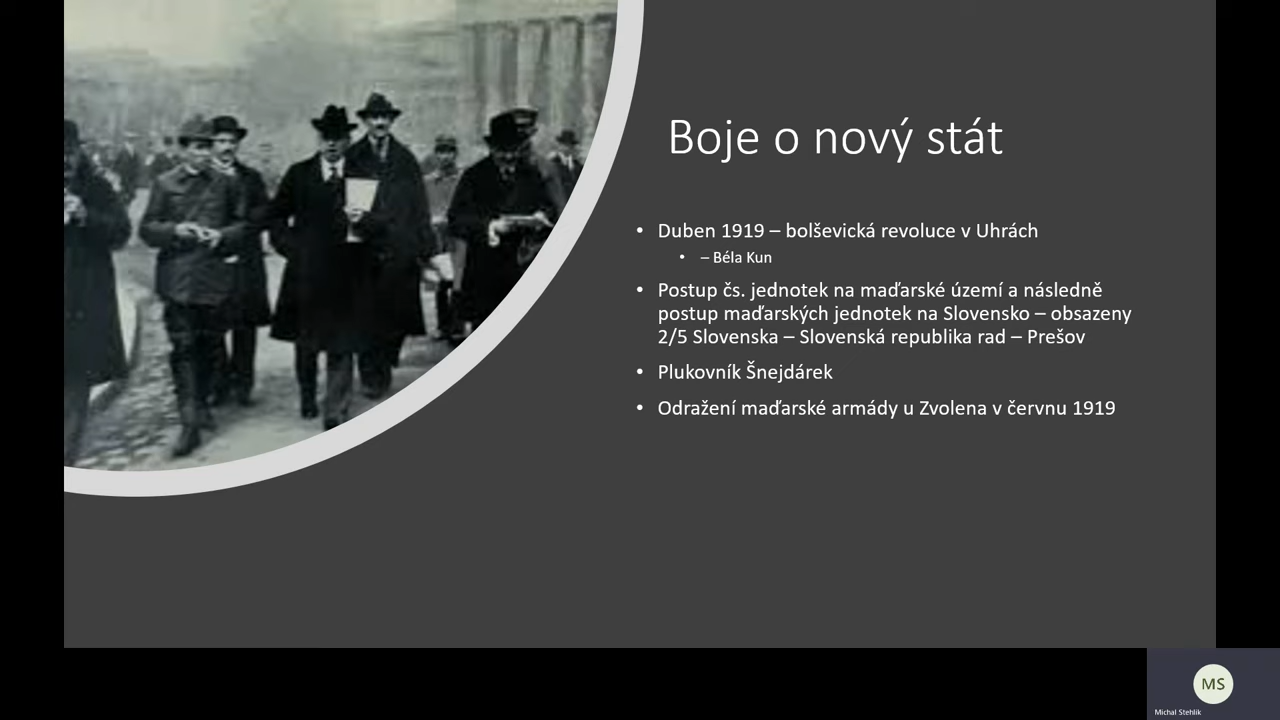 Boje o nový stát
• Duben 1919 – bolševická revoluce v Uhrách
• – Béla Kun
• Postup čs. jednotek na maďarské území a následně
postup maďarských jednotek na Slovensko – obsazeny
2/5 Slovenska – Slovenská republika rad – Prešov
• Plukovník Šnejdárek
• Odražení maďarské armády u Zvolena v červnu 1919
MS
Michal Stehlík